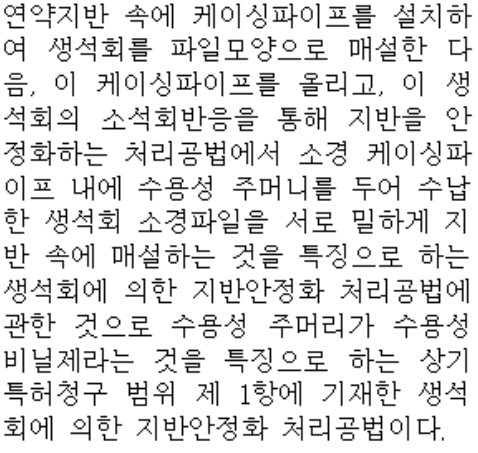 연약지반 속에 케이싱파이프를 설치하
여 생석회를 파일모양으로 매설한 다
음, 이 케이싱파이프를 올리고, 이 생
석회의 소석회반응을 통해 지반을 안
정화하는 처리공법에서 소경 케이싱파
이프 내에 수용성 주머니를 두어 수납
한 생석회 소경파일을 서로 밀하게 지
반 속에 매설하는 것을 특징으로 하는
생석회에 의한 지반안정화 처리공법에
관한 것으로 수용성 주머리가 수용성
비닐제라는 것을 특징으로 하는 상기
특허청구 범위 제 1항에 기재한 생석
회에 의한 지반안정화 처리공법이다.